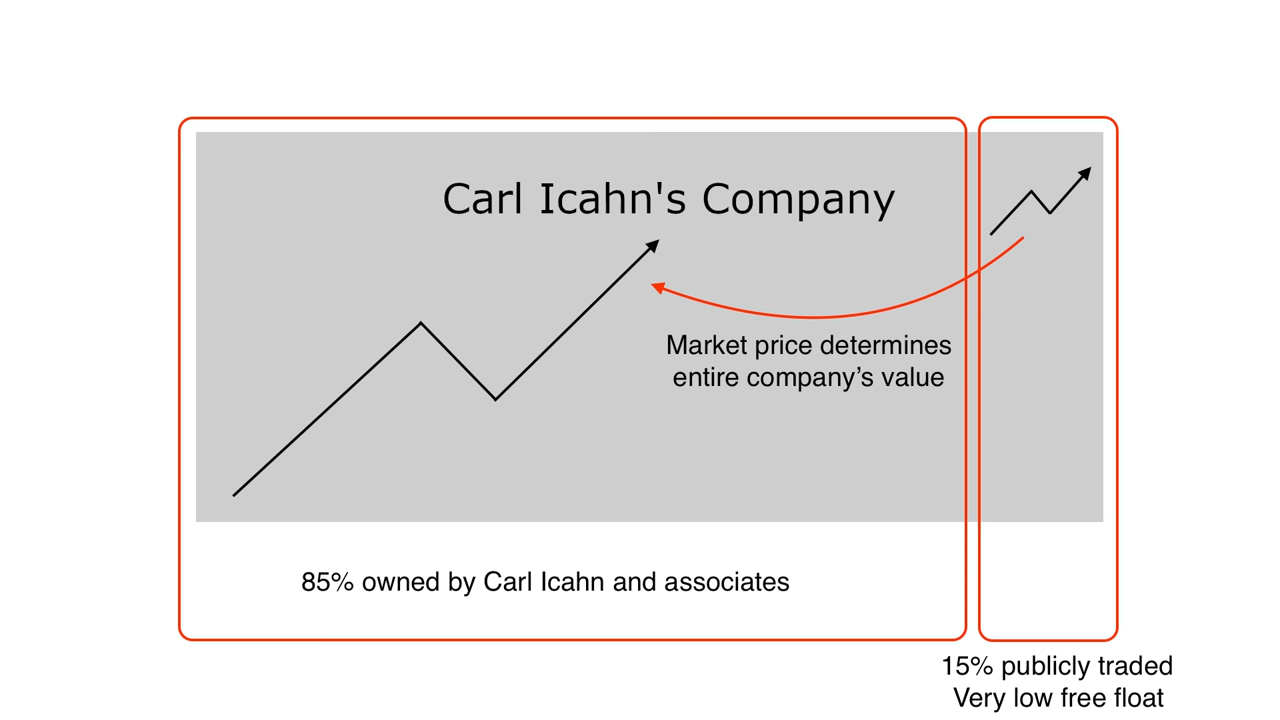 Carl Icahn's Company
Market price determines
entire company’s value
85% owned by Carl Icahn and associates
15% publicly traded
Very low free float